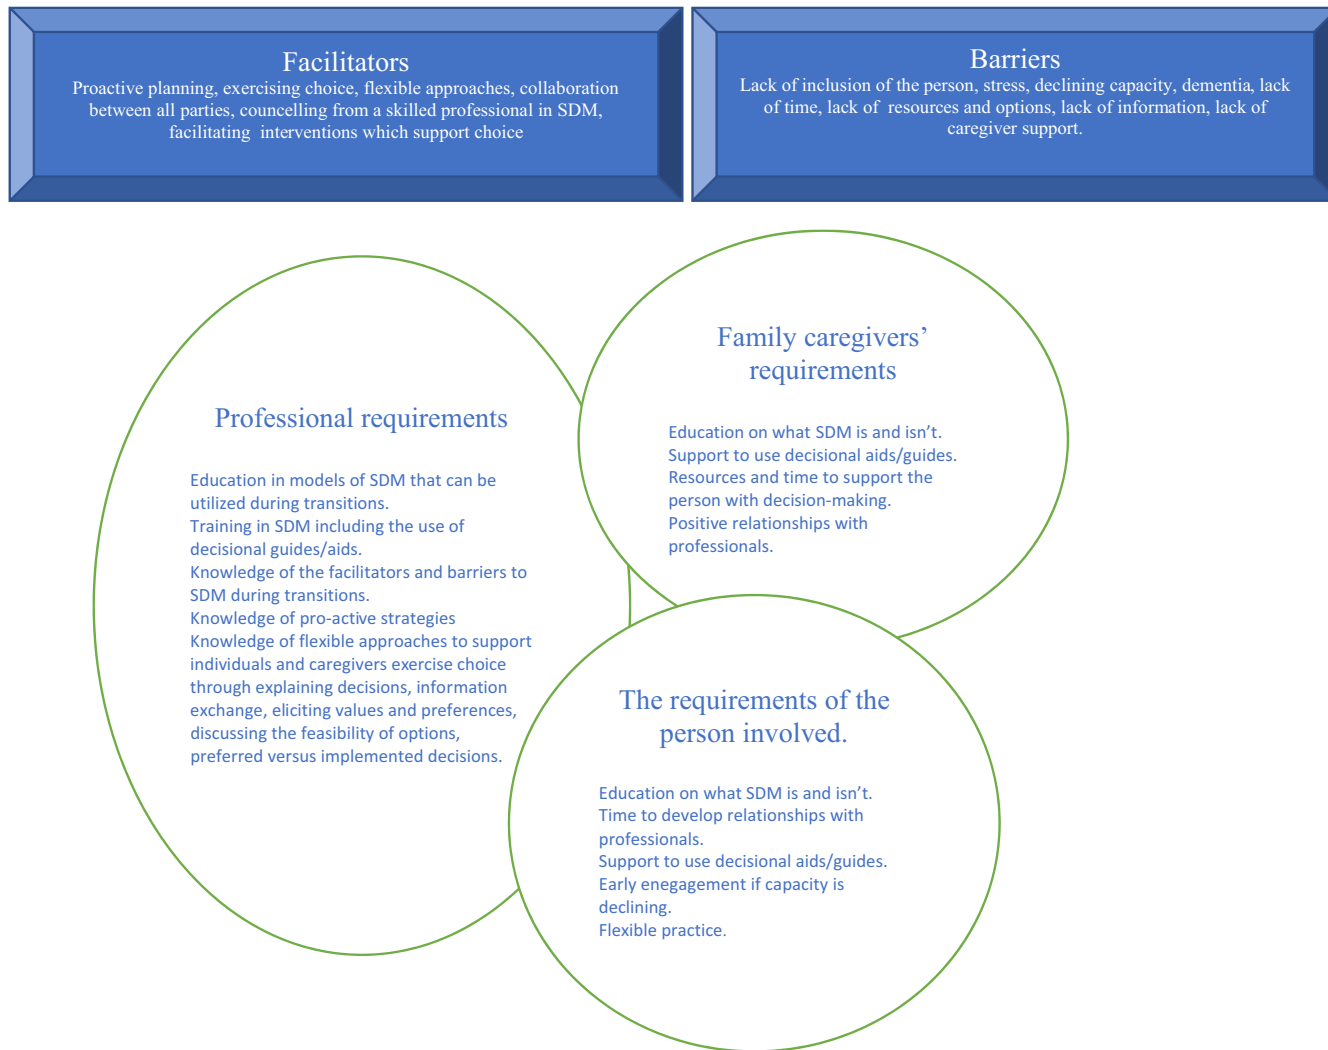 Facilitators
Proactive planning, exercising choice, flexible approaches, collaboration
between all parties, councelling from a skilled professional in SDM,
facilitating interventions which support choice
Barriers
Lack of inclusion of the person, stress, declining capacity, dementia, lack
of time, lack of resources and options, lack of information, lack of
caregiver support.
Professional requirements
Education in models of SDM that can be
utilized during transitions.
Training in SDM including the use of
decisional guides/aids.
Knowledge of the facilitators and barriers to
SDM during transitions.
Knowledge of pro-active strategies
Knowledge of flexible approaches to support
individuals and caregivers exercise choice
through explaining decisions, information
exchange, eliciting values and preferences,
discussing the feasibility of options,
preferred versus implemented decisions.
Family caregivers’
requirements
Education on what SDM is and isn’t.
Support to use decisional aids/guides.
Resources and time to support the
person with decision-making.
Positive relationships with
professionals.
The requirements of the
person involved.
Education on what SDM is and isn’t.
Time to develop relationships with
professionals.
Support to use decisional aids/guides.
Early enegagement if capacity is
declining.
Flexible practice.